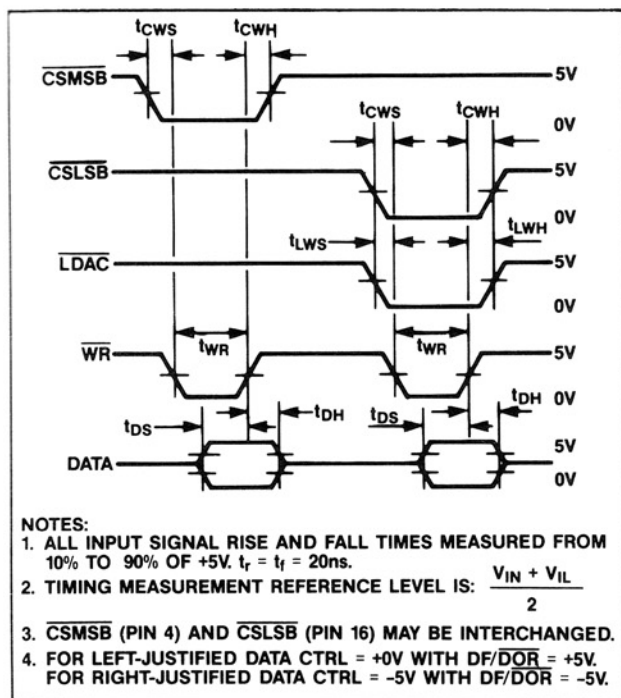 tCWS tCWH
CSMSB 5V
tCWS tCWH 0V
CSLSB 5V
0V
tLWS tLWH
LDAC 5V
0V
tWR tWR
WR 5V
0V
tDS tDH tDS tDH
5V
DATA
0V
NOTES:
1. ALL INPUT SIGNAL RISE AND FALL TIMES MEASURED FROM
10% TO 90% OF +5V. tr = tf = 20ns.
2. TIMING MEASUREMENT REFERENCE LEVEL IS: VIN + VIL
2
3. CSMSB (PIN 4) AND CSLSB (PIN 16) MAY BE INTERCHANGED.
4. FOR LEFT-JUSTIFIED DATA CTRL = +0V WITH DF/DOR = +5V.
FOR RIGHT-JUSTIFIED DATA CTRL = –5V WITH DF/DOR = –5V.